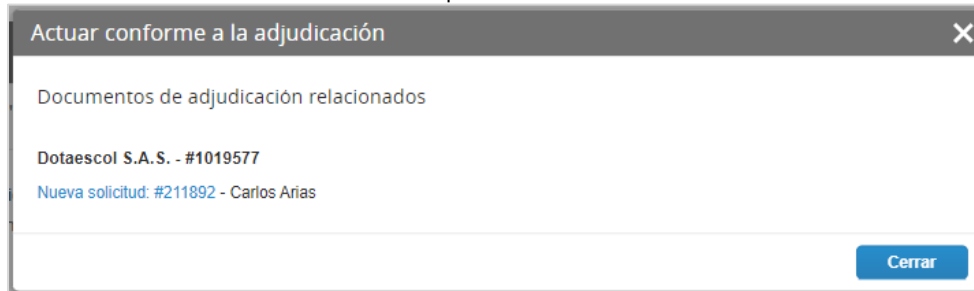 Actuar conforme a la adjudicación
Documentos de adjudicación relacionados
Dotaescol S.A.S. - #1019577
Nueva solicitud: #211892 - Carlos Arias
Cerrar